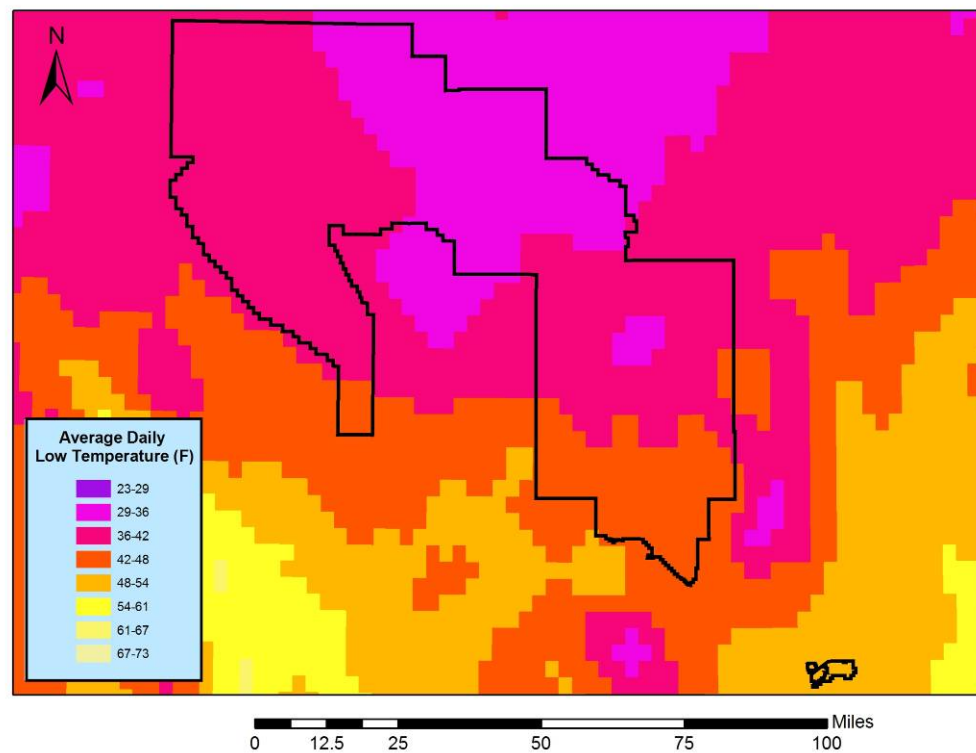 N
Average Daily
Low Temperature (F)
23-29
29-36
36-42
42-48
48-54
54-61
61-67
67-73
Miles
0 12.5 25 50 75 100